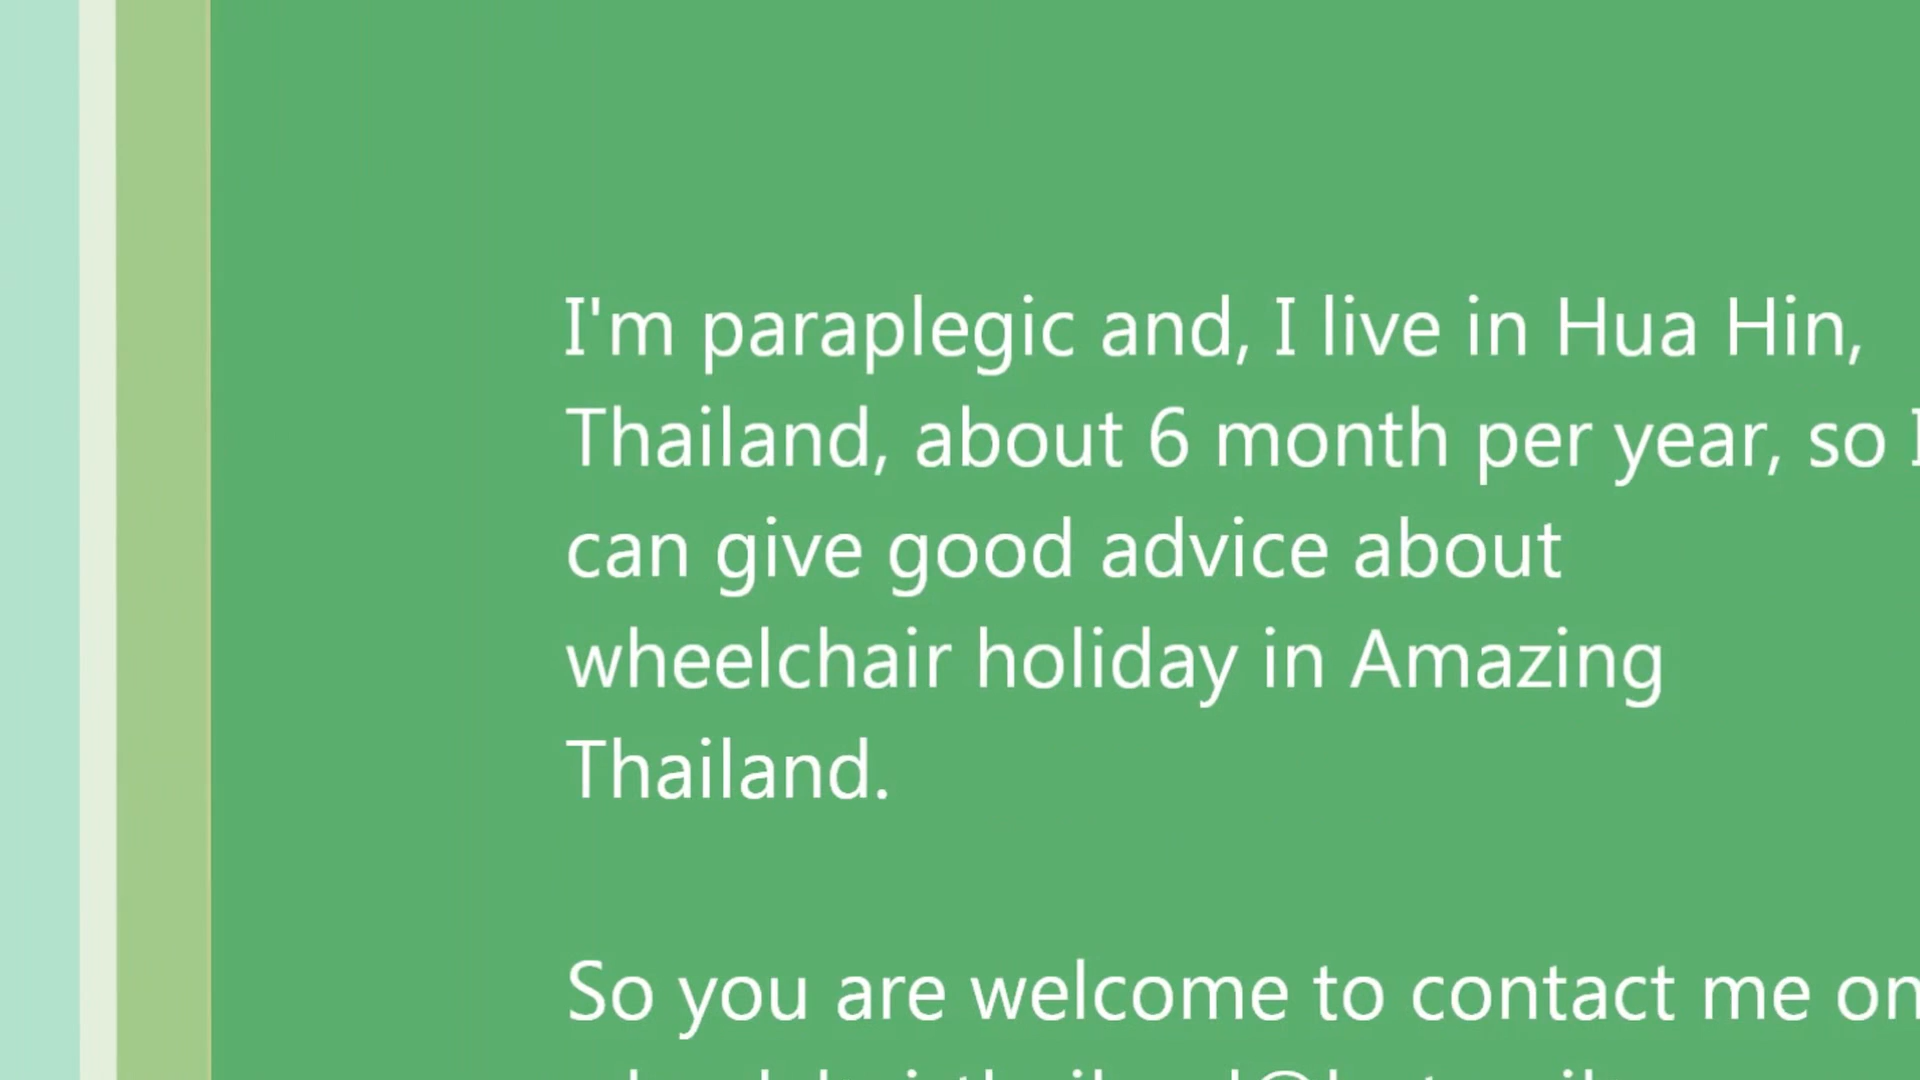 I'm paraplegic and, I live in Hua Hin,
Thailand, about 6 month per year, so I
can give good advice about
wheelchair holiday in Amazing
Thailand.
So you are welcome to contact me on